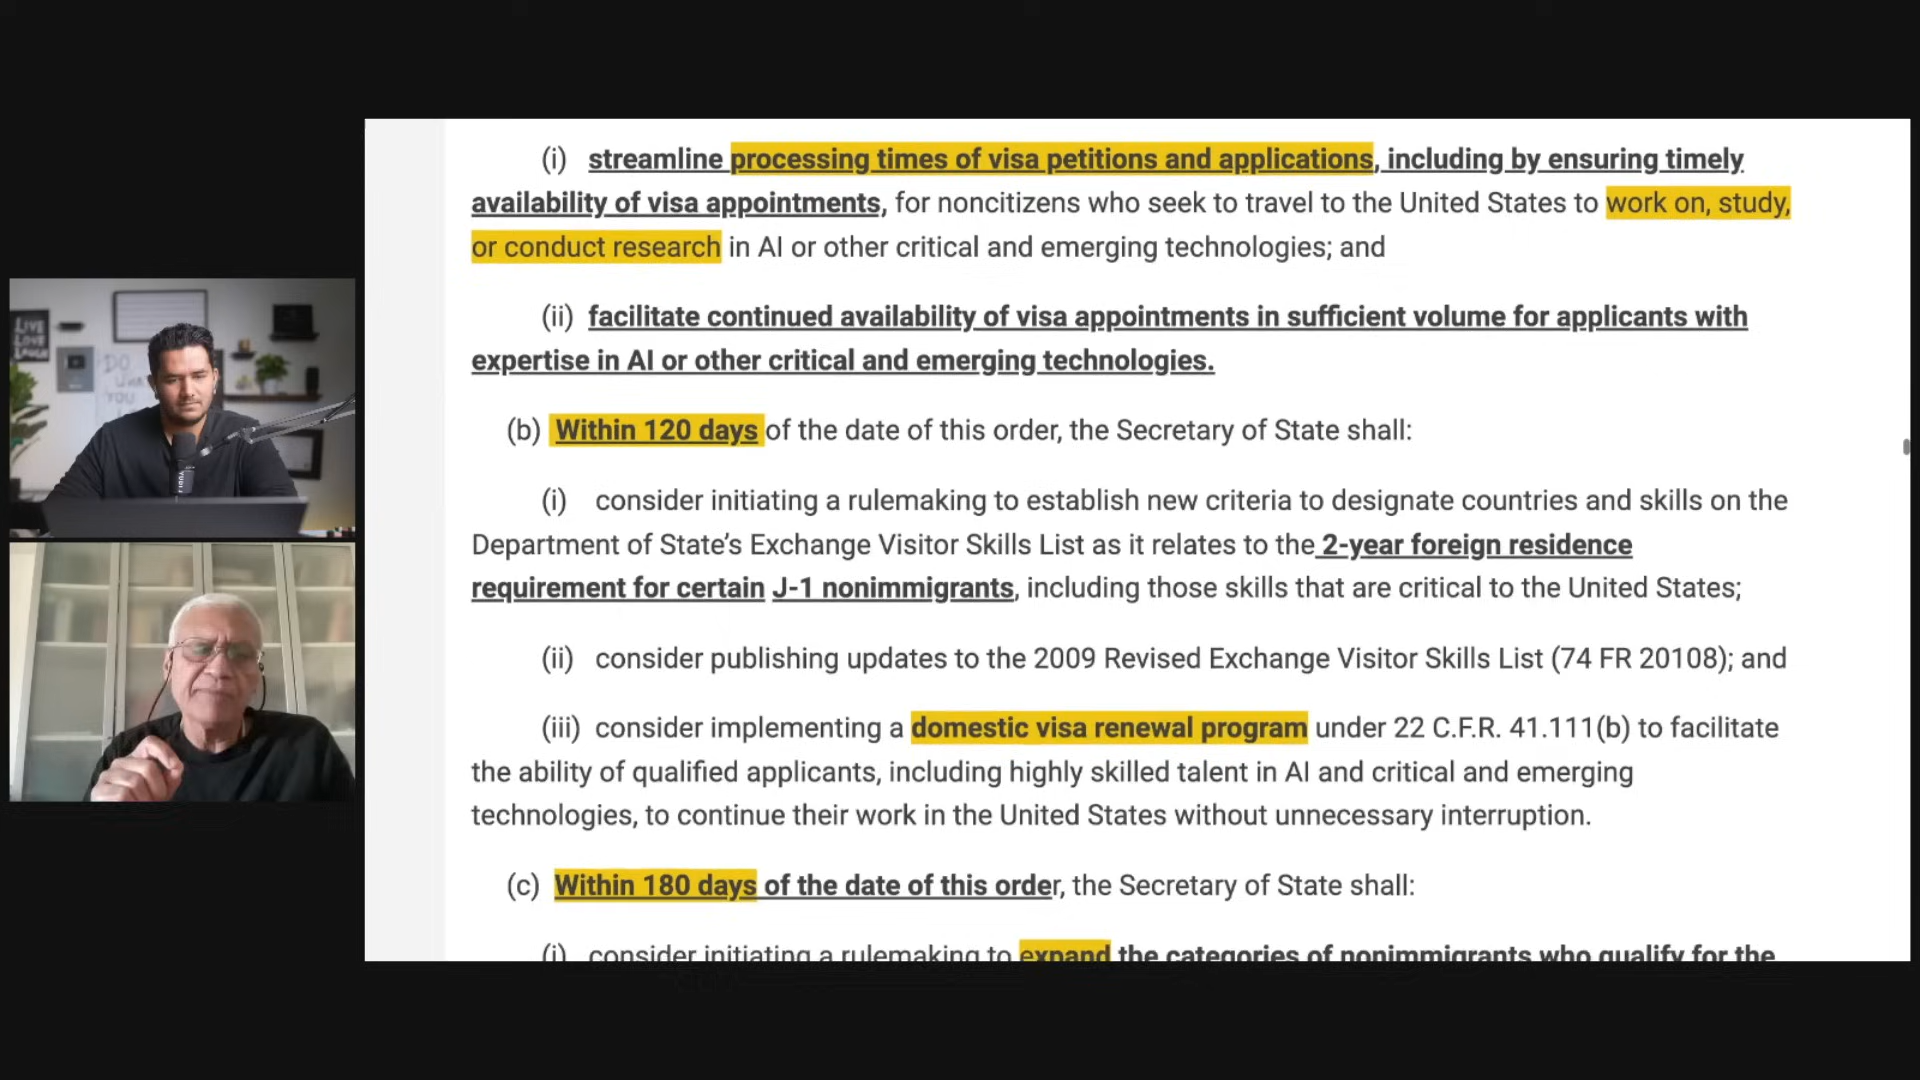 (i) streamline processing times of visa petitions and applications, including by ensuring timely
availability of visa appointments, for noncitizens who seek to travel to the United States to work on, study,
or conduct research in AI or other critical and emerging technologies; and
(ii) facilitate continued availability of visa appointments in sufficient volume for applicants with
expertise in AI or other critical and emerging technologies.
(b) Within 120 days of the date of this order, the Secretary of State shall:
(i) consider initiating a rulemaking to establish new criteria to designate countries and skills on the
Department of State’s Exchange Visitor Skills List as it relates to the 2-year foreign residence
requirement for certain J-1 nonimmigrants, including those skills that are critical to the United States;
(ii) consider publishing updates to the 2009 Revised Exchange Visitor Skills List (74 FR 20108); and
(iii) consider implementing a domestic visa renewal program under 22 C.F.R. 41.111(b) to facilitate
the ability of qualified applicants, including highly skilled talent in AI and critical and emerging
technologies, to continue their work in the United States without unnecessary interruption.
(c) Within 180 days of the date of this order, the Secretary of State shall:
(i) consider initiating a rulemaking to expand the categories of nonimmigrants who qualify for the
LIVE
LOVE
LAUGH
DO
WHAT
YOU